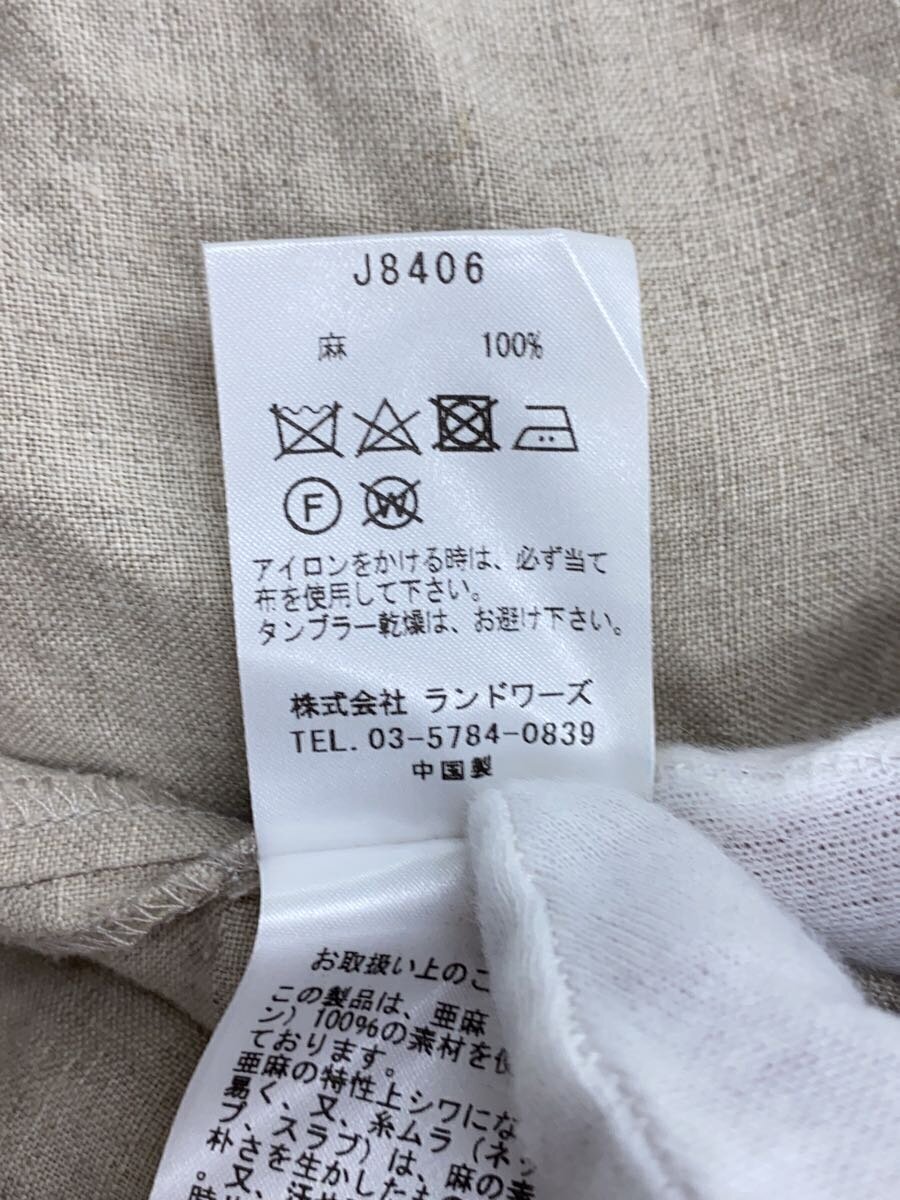 J8406
麻 100%
F W
アイロンをかける時は、必ず当て
布を使用して下さい。
タンブラー乾燥は、お避け下さい。
株式会社 ランドワーズ
TEL. 03-5784-0839
中国製
お取扱い上のご
この製品は、亜麻
ン) 100%の素材を使
ております。
亜麻の特性上シワにな
易く、又、糸ムラ (ネッ
プ、スラブ)は、麻の素
朴さを生かしたもの
。又、汗や